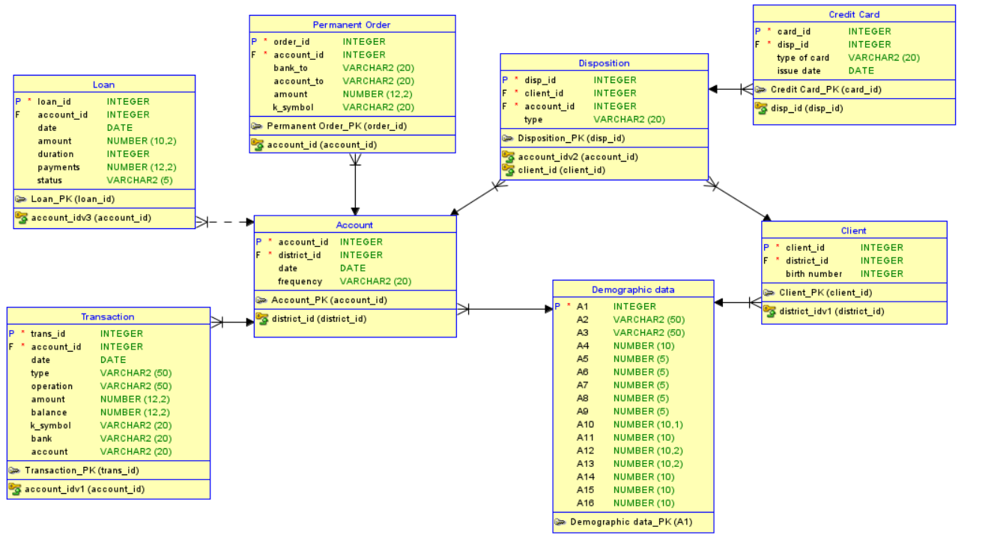 Credit Card
P * card_id INTEGER
F * disp_id INTEGER
type of card VARCHAR2 (20)
issue date DATE
Credit Card_PK (card_id)
disp_id (disp_id)
Permanent Order
P * order_id INTEGER
F * account_id INTEGER
bank_to VARCHAR2 (20)
account_to VARCHAR2 (20)
amount NUMBER (12,2)
k_symbol VARCHAR2 (20)
Permanent Order_PK (order_id)
account_id (account_id)
Disposition
P * disp_id INTEGER
F * client_id INTEGER
F * account_id INTEGER
type VARCHAR2 (20)
Disposition_PK (disp_id)
account_idv2 (account_id)
client_id (client_id)
Loan
P * loan_id INTEGER
F account_id INTEGER
date DATE
amount NUMBER (10,2)
duration INTEGER
payments NUMBER (12,2)
status VARCHAR2 (5)
Loan_PK (loan_id)
account_idv3 (account_id)
Account
P * account_id INTEGER
F * district_id INTEGER
date DATE
frequency VARCHAR2 (20)
Account_PK (account_id)
district_id (district_id)
Client
P * client_id INTEGER
F * district_id INTEGER
birth number INTEGER
Client_PK (client_id)
district_idv1 (district_id)
Transaction
P * trans_id INTEGER
F * account_id INTEGER
date DATE
type VARCHAR2 (50)
operation VARCHAR2 (50)
amount NUMBER (12,2)
balance NUMBER (12,2)
k_symbol VARCHAR2 (20)
bank VARCHAR2 (20)
account VARCHAR2 (20)
Transaction_PK (trans_id)
account_idv1 (account_id)
Demographic data
P * A1 INTEGER
A2 VARCHAR2 (50)
A3 VARCHAR2 (50)
A4 NUMBER (10)
A5 NUMBER (5)
A6 NUMBER (5)
A7 NUMBER (5)
A8 NUMBER (5)
A9 NUMBER (5)
A10 NUMBER (10,1)
A11 NUMBER (10)
A12 NUMBER (10,2)
A13 NUMBER (10,2)
A14 NUMBER (10)
A15 NUMBER (10)
A16 NUMBER (10)
Demographic data_PK (A1)